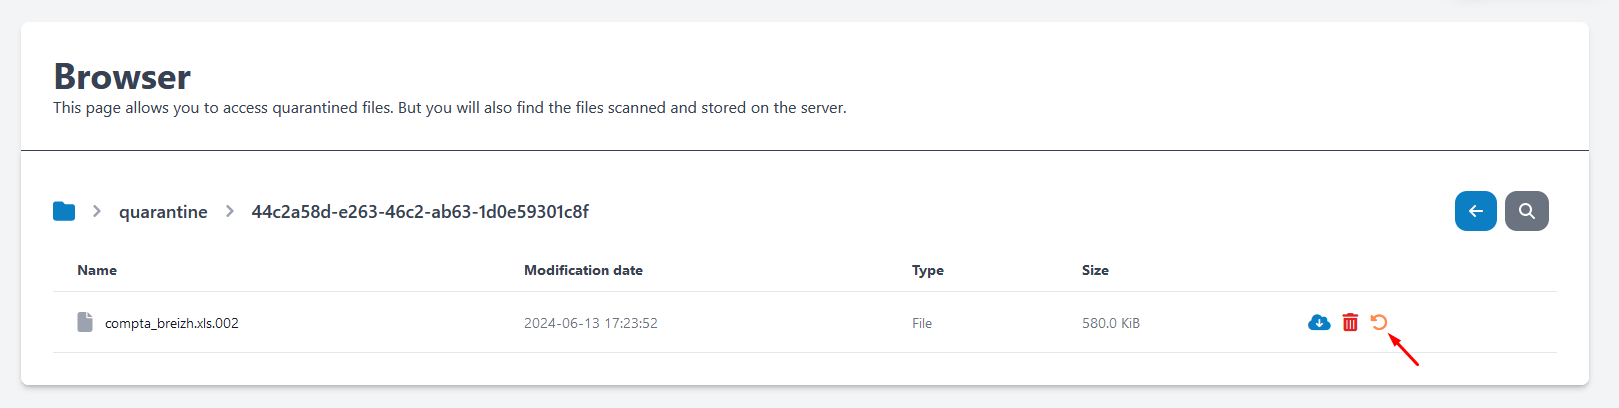 Browser
This page allows you to access quarantined files. But you will also find the files scanned and stored on the server.
quarantine 44c2a58d-e263-46c2-ab63-1d0e59301c8f
Name Modification date Type Size
compta_breizh.xls.002 2024-06-13 17:23:52 File 580.0 KiB